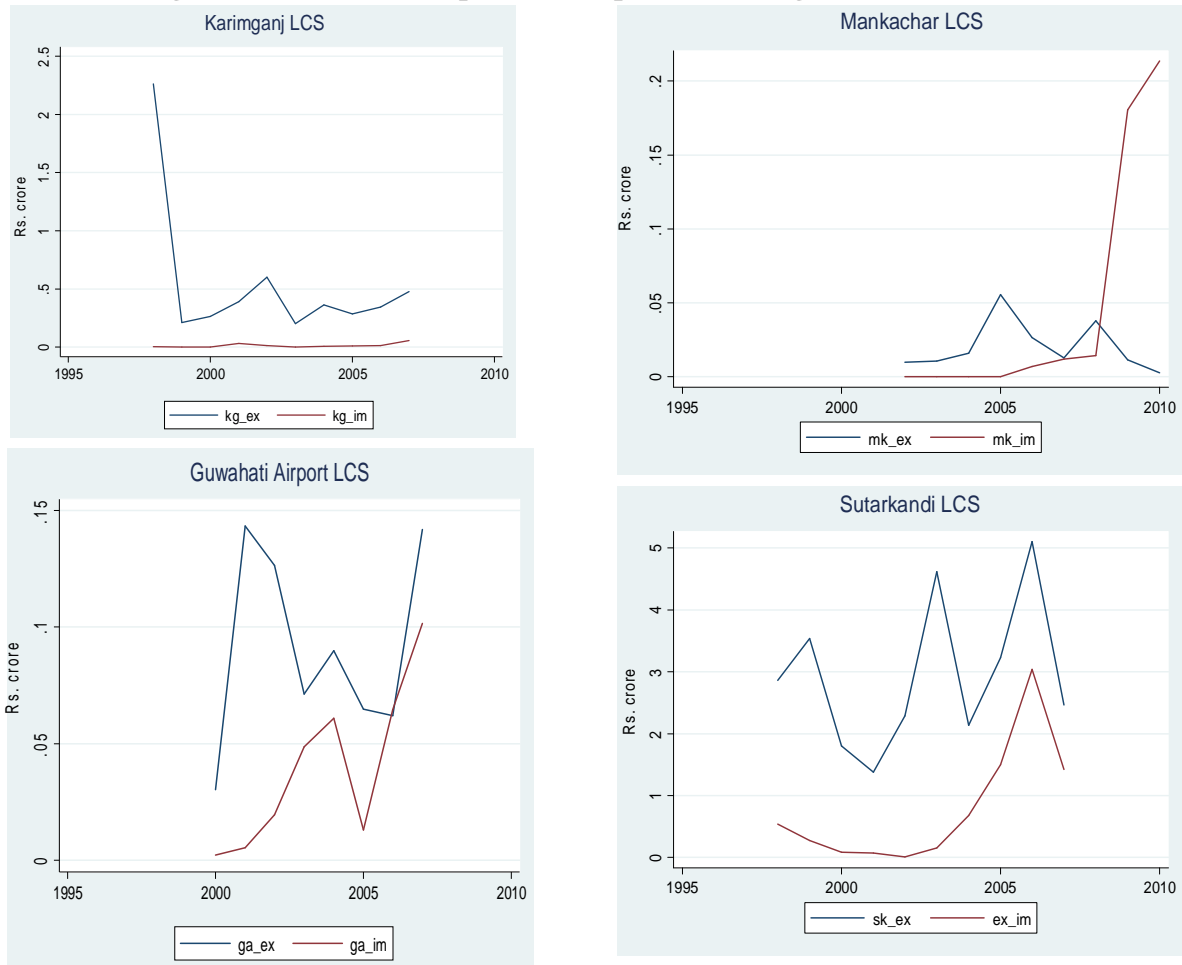 Karimganj LCS
Rs. crore
2.5
2
1.5
1
.5
0
1995 2000 2005 2010
kg_ex kg_im
Mankachar LCS
Rs. crore
.2
.15
.1
.05
0
1995 2000 2005 2010
mk_ex mk_im
Guwahati Airport LCS
Rs. crore
.15
.1
.05
0
1995 2000 2005 2010
ga_ex ga_im
Sutarkandi LCS
Rs. crore
5
4
3
2
1
0
1995 2000 2005 2010
sk_ex ex_im